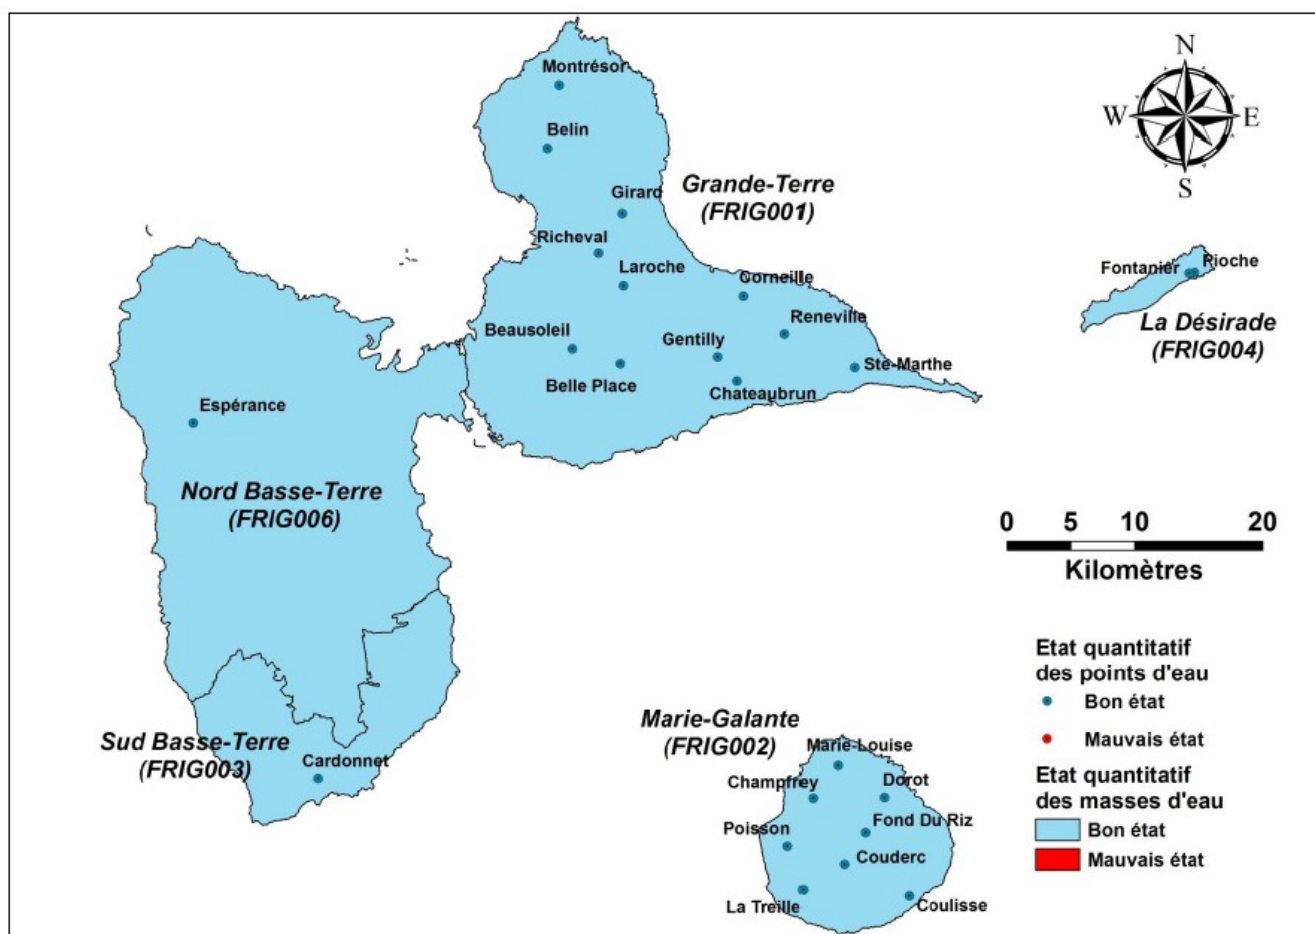 Montrésor
N
Belin
W
E
S
Girard
Grande-Terre
(FRIG001)
Richeval
Laroche
Corneille
Fontanier
Pioche
Beausoleil
Gentilly
Reneville
La Désirade
(FRIG004)
Belle Place
Chateaubrun
Ste-Marthe
Espérance
Nord Basse-Terre
(FRIG006)
0 5 10 20
Kilomètres
Etat quantitatif
des points d'eau
Bon état
Mauvais état
Etat quantitatif
des masses d'eau
Bon état
Mauvais état
Sud Basse-Terre
(FRIG003)
Cardonnet
Marie-Galante
(FRIG002)
Marie-Louise
Champfrey
Dorot
Poisson
Fond Du Riz
Couderc
La Treille
Coulisse